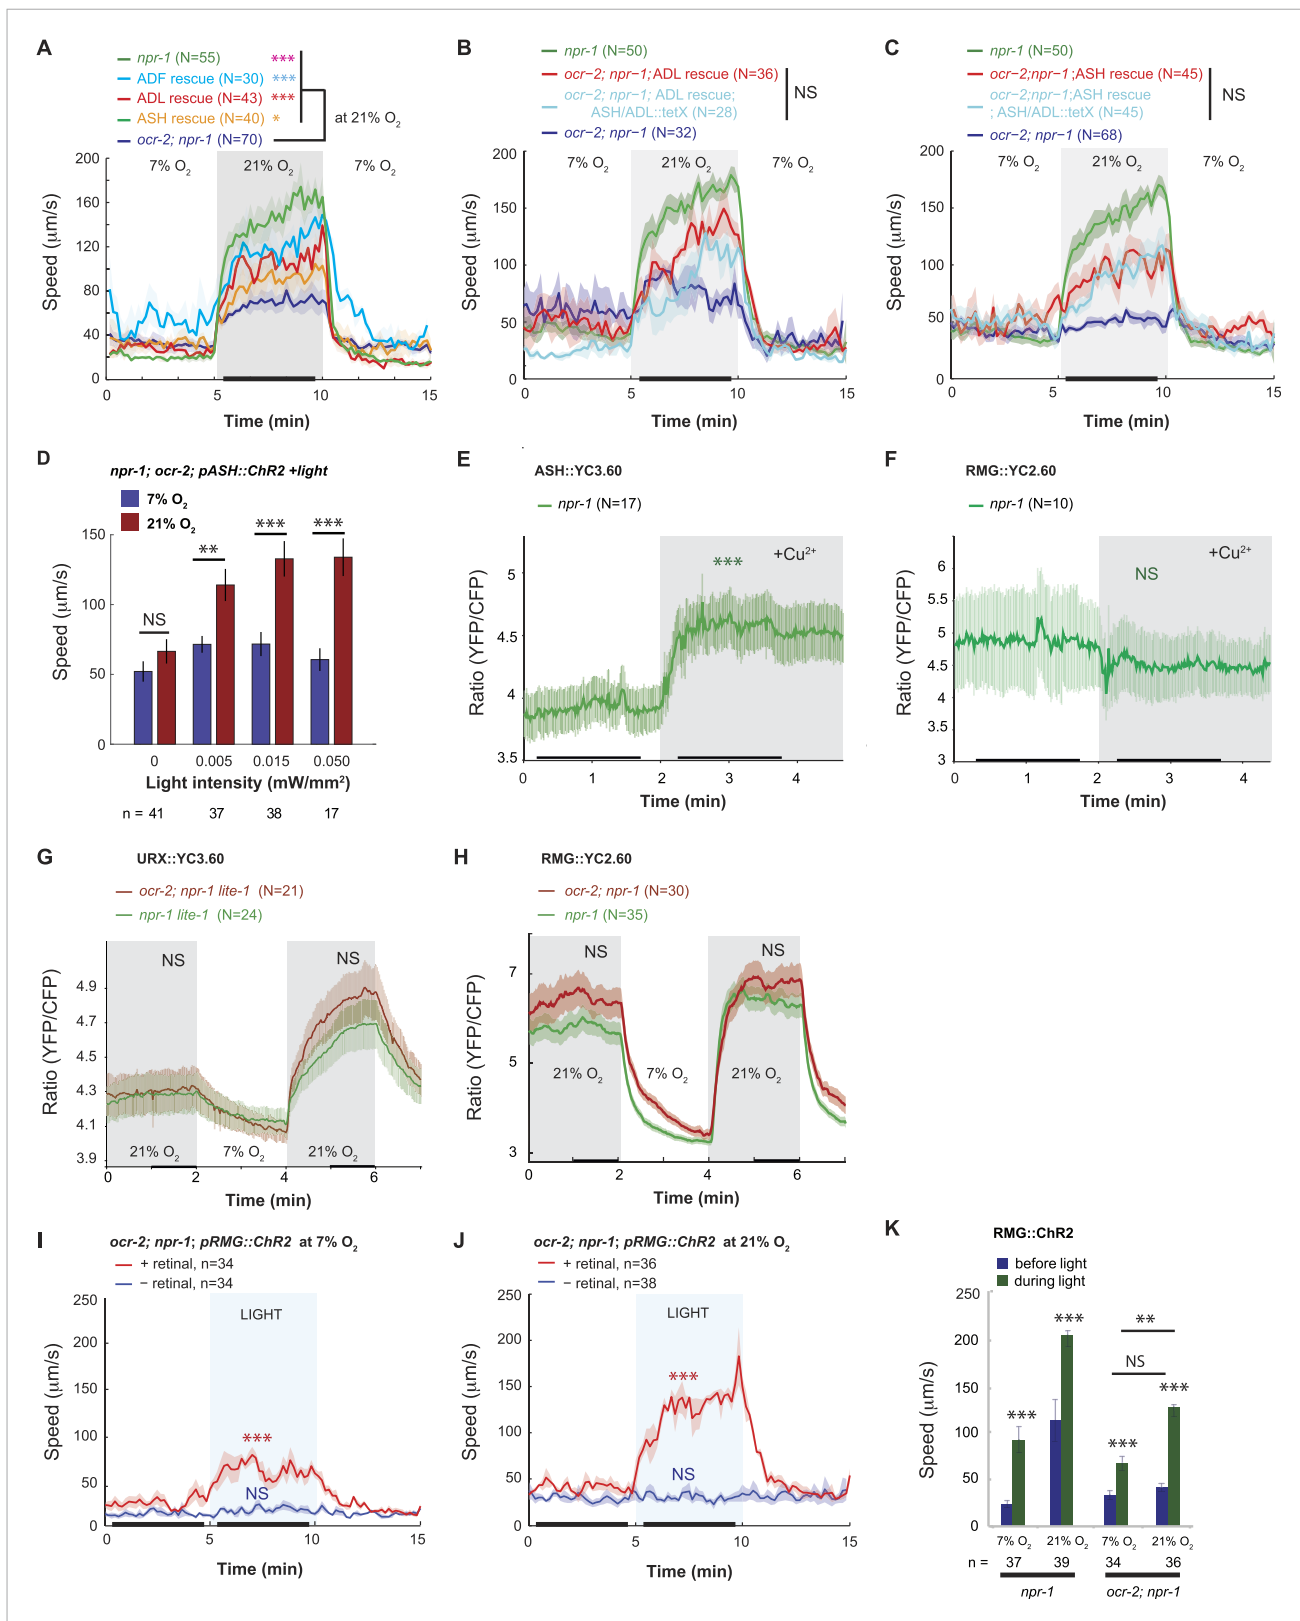 A
npr-1 (N=55) ***
ADF rescue (N=30) ***
ADL rescue (N=43) ***
ASH rescue (N=40) *
ocr-2; npr-1 (N=70)
at 21% O2
7% O2 21% O2 7% O2
Speed (μm/s)
200
160
120
80
40
0
0 5 10 15
Time (min)
B
npr-1 (N=50)
ocr−2; npr−1;ADL rescue (N=36)
ocr−2; npr−1; ADL rescue;
ASH/ADL::tetX (N=28)
ocr−2; npr−1 (N=32)
NS
7% O2 21% O2 7% O2
Speed (μm/s)
200
150
100
50
0
0 5 10 15
Time (min)
C
npr-1 (N=50)
ocr-2;npr-1;ASH rescue (N=45)
ocr-2;npr-1;ASH rescue
; ASH/ADL::tetX (N=45)
ocr−2; npr−1 (N=68)
NS
7% O2 21% O2 7% O2
Speed (μm/s)
200
150
100
50
0
0 5 10 15
Time (min)
D
npr-1; ocr-2; pASH::ChR2 +light
7% O2
21% O2
NS ** *** ***
Speed (μm/s)
150
100
50
0
0 0.005 0.015 0.050
Light intensity (mW/mm2)
n = 41 37 38 17
E
ASH::YC3.60
npr-1 (N=17)
+Cu2+
***
Ratio (YFP/CFP)
5
4.5
4
3.5
0 1 2 3 4
Time (min)
F
RMG::YC2.60
npr-1 (N=10)
+Cu2+
NS
Ratio (YFP/CFP)
6
5.5
5
4.5
4
3.5
3
0 1 2 3 4
Time (min)
G
URX::YC3.60
ocr-2; npr-1 lite-1 (N=21)
npr-1 lite-1 (N=24)
NS NS
Ratio (YFP/CFP)
4.9
4.7
4.5
4.3
4.1
3.9
21% O2 7% O2 21% O2
0 2 4 6
Time (min)
H
RMG::YC2.60
ocr-2; npr-1 (N=30)
npr-1 (N=35)
NS NS
Ratio (YFP/CFP)
7
5
3
21% O2 7% O2 21% O2
0 2 4 6
Time (min)
I
ocr-2; npr-1; pRMG::ChR2 at 7% O2
+ retinal, n=34
− retinal, n=34
LIGHT
***
NS
Speed (μm/s)
250
200
150
100
50
0
0 5 10 15
Time (min)
J
ocr-2; npr-1; pRMG::ChR2 at 21% O2
+ retinal, n=36
− retinal, n=38
LIGHT
***
NS
Speed (μm/s)
250
200
150
100
50
0
0 5 10 15
Time (min)
K
RMG::ChR2
before light
during light
*** **
NS
*** *** ***
Speed (μm/s)
250
200
150
100
50
0
7% O2 21% O2 7% O2 21% O2
n = 37 39 34 36
npr-1 ocr-2; npr-1